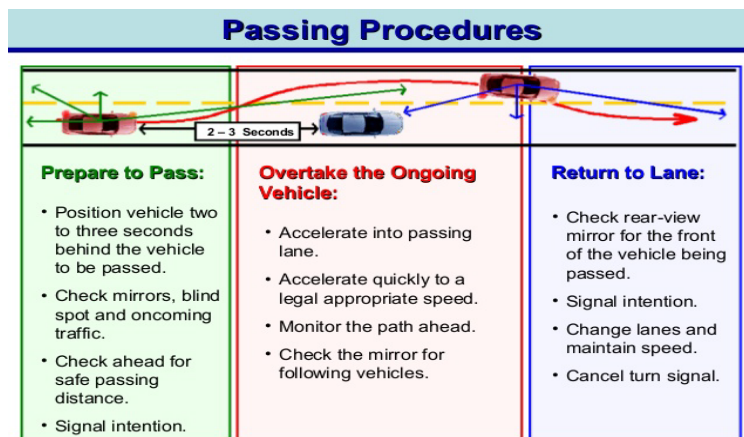 Passing Procedures
2 – 3 Seconds
Prepare to Pass:
• Position vehicle two
to three seconds
behind the vehicle
to be passed.
• Check mirrors, blind
spot and oncoming
traffic.
• Check ahead for
safe passing
distance.
• Signal intention.
Overtake the Ongoing
Vehicle:
• Accelerate into passing
lane.
• Accelerate quickly to a
legal appropriate speed.
• Monitor the path ahead.
• Check the mirror for
following vehicles.
Return to Lane:
• Check rear-view
mirror for the front
of the vehicle being
passed.
• Signal intention.
• Change lanes and
maintain speed.
• Cancel turn signal.